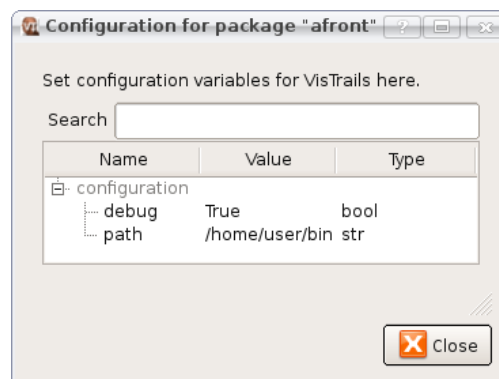 Configuration for package "afront"
Set configuration variables for VisTrails here.
Search
Name Value Type
configuration
debug True bool
path /home/user/bin str
Close